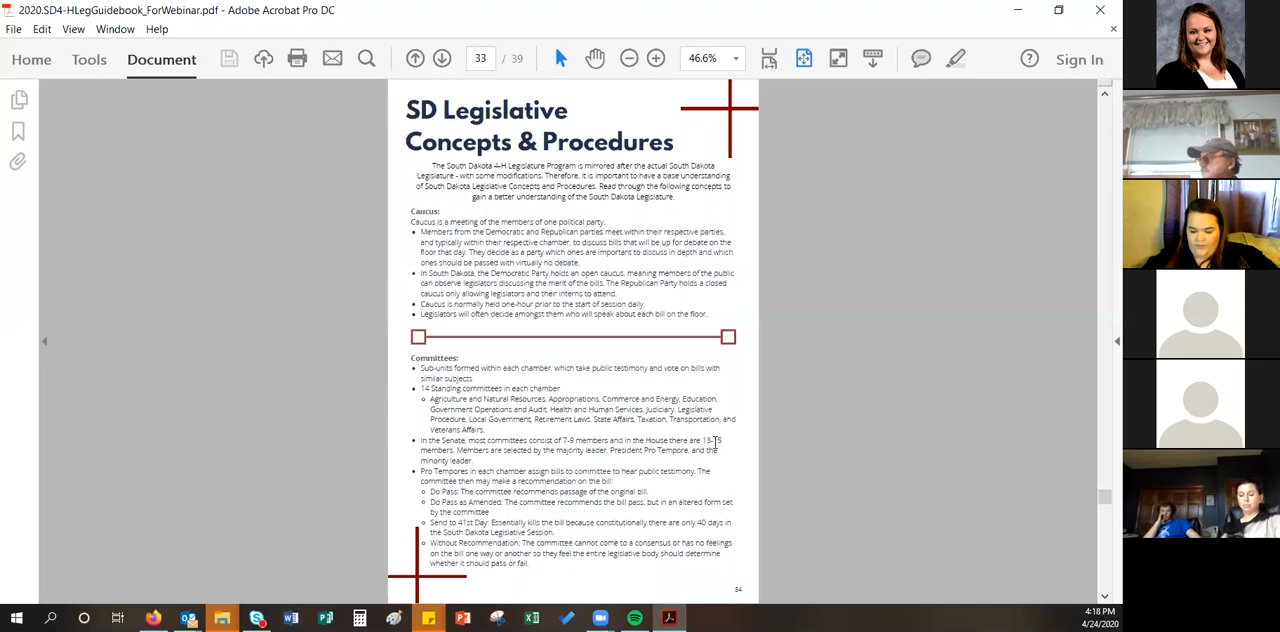 2020.SD4-HLegGuidebook_ForWebinar.pdf - Adobe Acrobat Pro DC
File Edit View Window Help
Home Tools Document 33 / 39 46.6% Sign In
SD Legislative
Concepts & Procedures
The South Dakota 4-H Legislature Program is mirrored after the actual South Dakota
Legislature - with some modifications. Therefore, it is important to have a base understanding
of South Dakota Legislative Concepts and Procedures. Read through the following concepts to
gain a better understanding of the South Dakota Legislature.
Caucus:
Caucus is a meeting of the members of one political party.
• Members from the Democratic and Republican parties meet within their respective parties,
and typically within their respective chamber, to discuss bills that will be up for debate on the
floor that day. They decide as a party which ones are important to discuss in depth and which
ones should be passed with virtually no debate.
• In South Dakota, the Democratic Party holds an open caucus, meaning members of the public
can observe legislators discussing the merit of the bills. The Republican Party holds a closed
caucus only allowing legislators and their interns to attend.
• Caucus is normally held one-hour prior to the start of session daily.
• Legislators will often decide amongst them who will speak about each bill on the floor.
Committees:
• Sub-units formed within each chamber, which take public testimony and vote on bills with
similar subjects
• 14 Standing committees in each chamber
Agriculture and Natural Resources, Appropriations, Commerce and Energy, Education,
Government Operations and Audit, Health and Human Services, Judiciary, Legislative
Procedure, Local Government, Retirement Laws, State Affairs, Taxation, Transportation, and
Veterans Affairs.
• In the Senate, most committees consist of 7-9 members and in the House there are 13-15
members. Members are selected by the majority leader, President Pro Tempore, and the
minority leader.
• Pro Tempores in each chamber assign bills to committee to hear public testimony. The
committee then may make a recommendation on the bill:
Do Pass: The committee recommends passage of the original bill.
Do Pass as Amended: The committee recommends the bill pass, but in an altered form set
by the committee
Send to 41st Day: Essentially kills the bill because constitutionally there are only 40 days in
the South Dakota Legislative Session.
Without Recommendation: The committee cannot come to a consensus or has no feelings
on the bill one way or another so they feel the entire legislative body should determine
whether it should pass or fail.
34
4:18 PM
4/24/2020